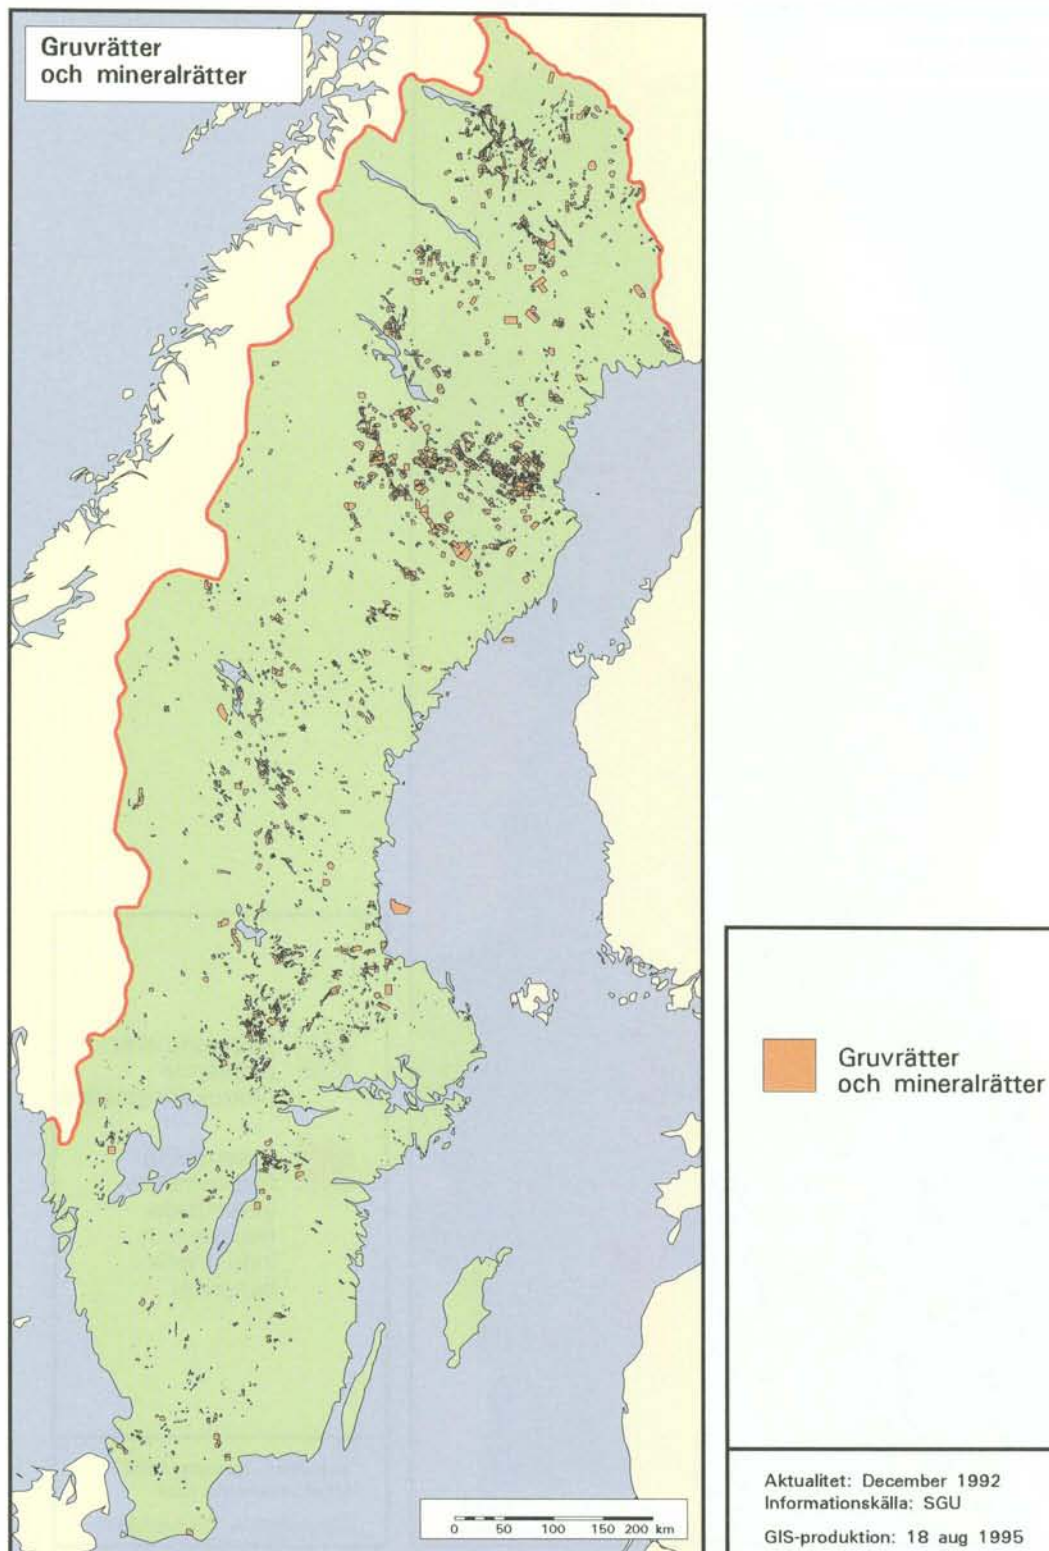 Gruvrätter
och mineralrätter
0 50 100 150 200 km
Gruvrätter
och mineralrätter
Aktualitet: December 1992
Informationskälla: SGU
GIS-produktion: 18 aug 1995